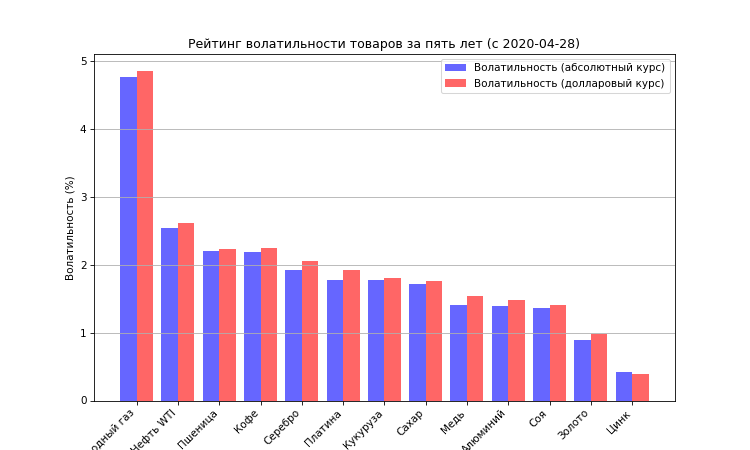 Рейтинг волатильности товаров за пять лет (с 2020-04-28)
Волатильность (абсолютный курс)
Волатильность (долларовый курс)
Волатильность (%)
5
4
3
2
1
0
одный газ
Нефть WTI
Пшеница
Кофе
Серебро
Платина
Кукуруза
Сахар
Медь
Алюминий
Соя
Золото
Цинк